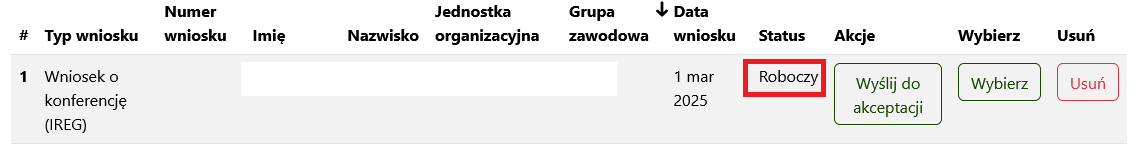 # Typ wniosku Numer wniosku Imię Nazwisko Jednostka organizacyjna Grupa zawodowa ↓ Data wniosku Status Akcje Wybierz Usuń
1 Wniosek o konferencję (IREG) 1 mar 2025 Roboczy Wyślij do akceptacji Wybierz Usuń